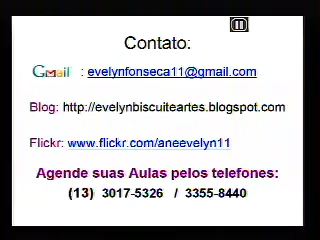 Contato:
Gmail : evelynfonseca11@gmail.com
Blog: http://evelynbiscuiteartes.blogspot.com
Flickr: www.flickr.com/aneevelyn11
Agende suas Aulas pelos telefones:
(13) 3017-5326 / 3355-8440